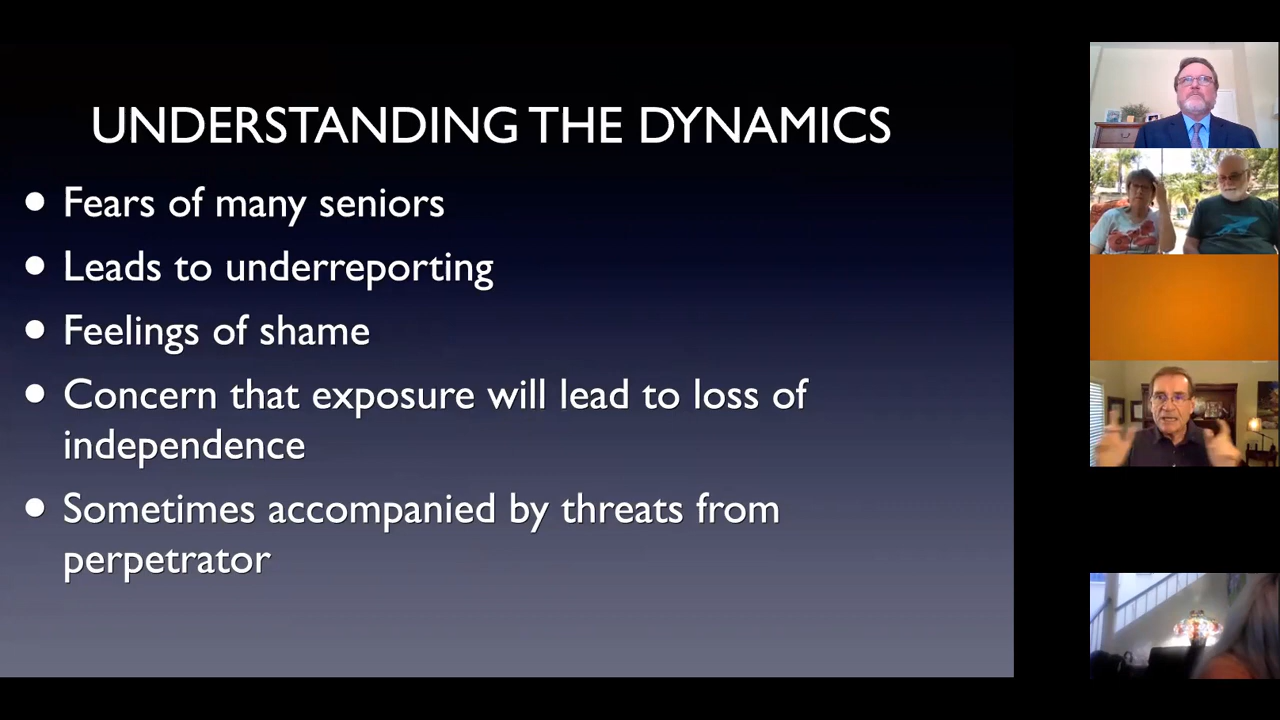 UNDERSTANDING THE DYNAMICS
• Fears of many seniors
• Leads to underreporting
• Feelings of shame
• Concern that exposure will lead to loss of
independence
• Sometimes accompanied by threats from
perpetrator